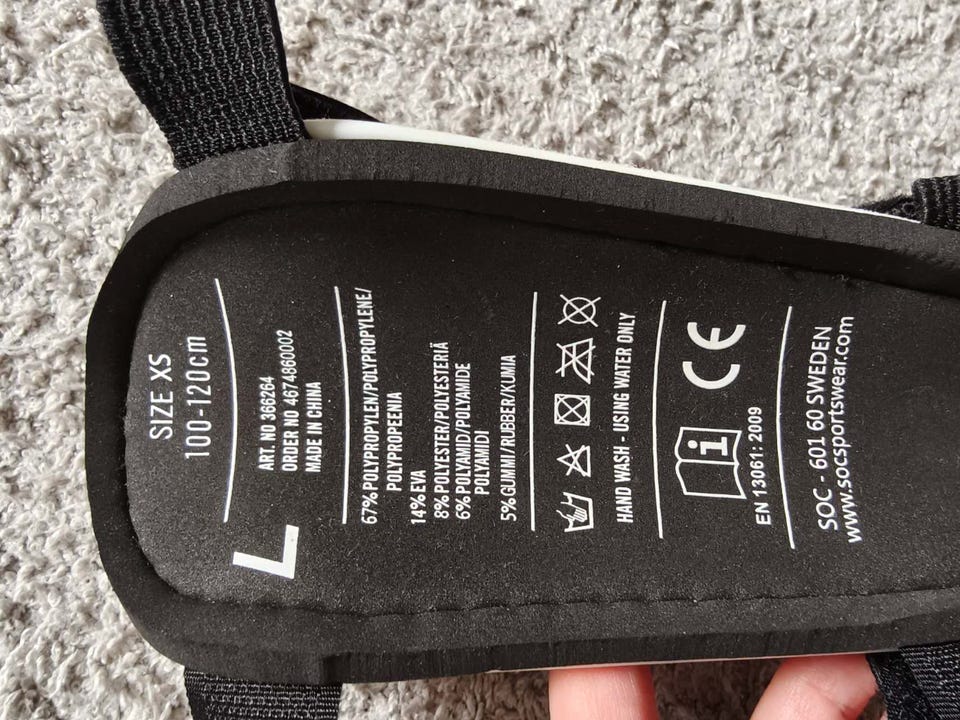 SIZE XS
100-120cm
L
ART. NO 366264
ORDER NO 4674860002
MADE IN CHINA
67% POLYPROPYLEN/POLYPROPYLENE/
POLYPROPEENIA
14% EVA
8% POLYESTER/POLYESTERIÄ
6% POLYAMID/POLYAMIDE
POLYAMIDI
5% GUMMI/RUBBER/KUMIA
HAND WASH - USING WATER ONLY
CE
i
EN 13061: 2009
SOC - 601 60 SWEDEN
www.socsportswear.com